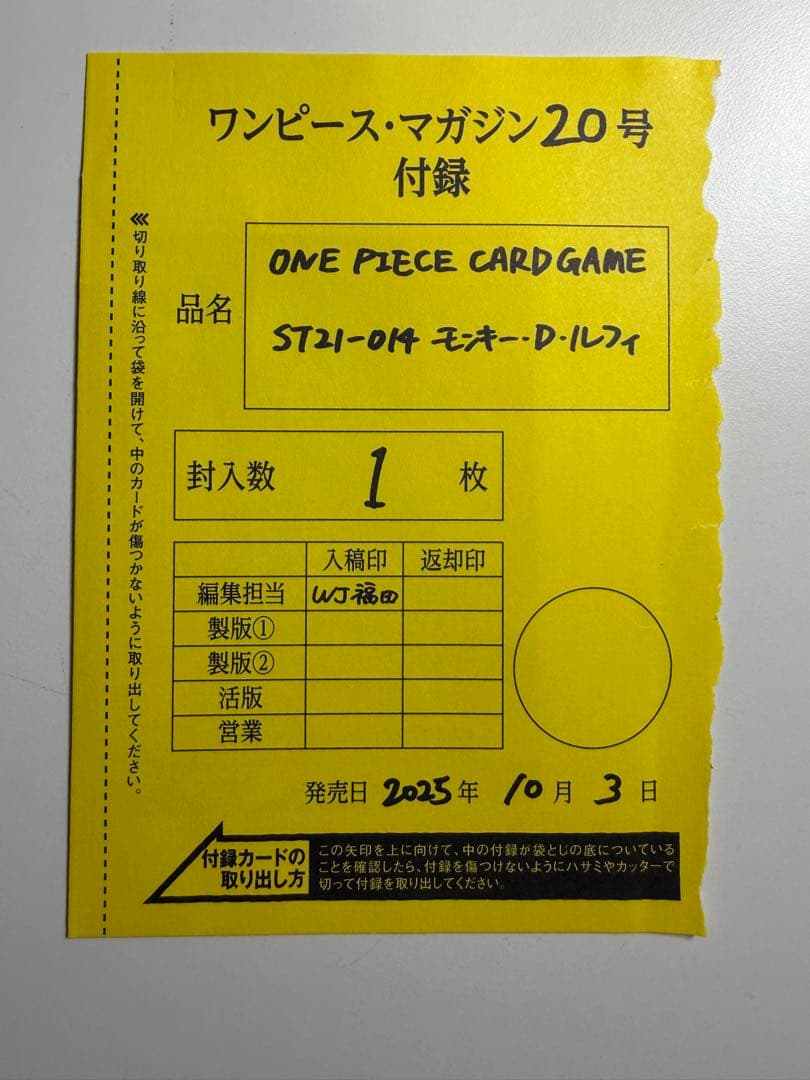 ワンピース・マガジン20号
付録
品名
ONE PIECE CARD GAME
ST21-014 モンキー・D・ルフィ
封入数 1 枚
入稿印 返却印
編集担当 WJ福田
製版①
製版②
活版
営業
発売日 2025年 10月 3日
付録カードの
取り出し方
この矢印を上に向けて、中の付録が袋とじの底についている
ことを確認したら、付録を傷つけないようにハサミやカッターで
切って付録を取り出してください。
⋘切り取り線に沿って袋を開けて、中のカードが傷つかないように取り出してください。